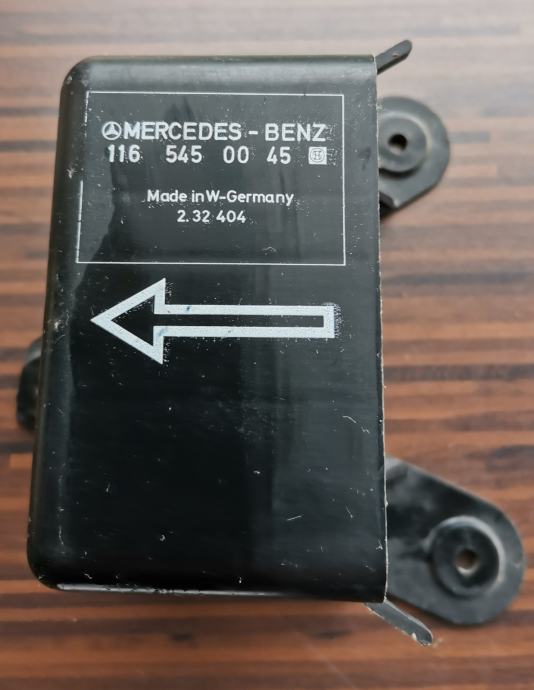 MERCEDES - BENZ
116 545 00 45
Made in W-Germany
2.32 404